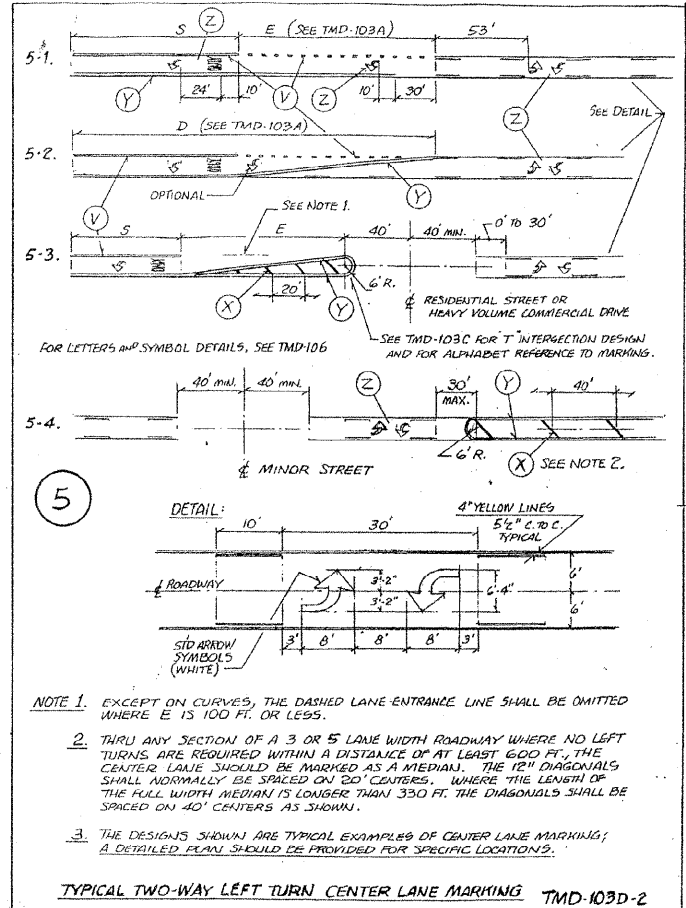 S
Z
E (SEE TMD-103A)
53'
5-1.
24'
10'
V
Z
10'
30'
Y
Z
SEE DETAIL
D (SEE TMD-103A)
5-2.
OPTIONAL
Y
V
SEE NOTE 1.
S
E
40'
40' MIN.
0' TO 30'
5-3.
X
20'
Y
6' R.
℄ RESIDENTIAL STREET OR
HEAVY VOLUME COMMERCIAL DRIVE
SEE TMD-103C FOR "T" INTERSECTION DESIGN
AND FOR ALPHABET REFERENCE TO MARKING.
FOR LETTERS AND SYMBOL DETAILS, SEE TMD-106
40' MIN.
40' MIN.
Z
30'
MAX.
Y
40'
5-4.
6' R.
X SEE NOTE 2.
℄ MINOR STREET
5
DETAIL:
10'
30'
4" YELLOW LINES
5½" C. TO C.
TYPICAL
℄ ROADWAY
3'-2"
3'-2"
6'-4"
6'
6'
STD ARROW
SYMBOLS
(WHITE)
3' 8' 8' 8' 3'
NOTE 1. EXCEPT ON CURVES, THE DASHED LANE ENTRANCE LINE SHALL BE OMITTED
WHERE E IS 100 FT. OR LESS.
2. THRU ANY SECTION OF A 3 OR 5 LANE WIDTH ROADWAY WHERE NO LEFT
TURNS ARE REQUIRED WITHIN A DISTANCE OF AT LEAST 600 FT., THE
CENTER LANE SHOULD BE MARKED AS A MEDIAN. THE 12" DIAGONALS
SHALL NORMALLY BE SPACED ON 20' CENTERS. WHERE THE LENGTH OF
THE FULL WIDTH MEDIAN IS LONGER THAN 330 FT. THE DIAGONALS SHALL BE
SPACED ON 40' CENTERS AS SHOWN.
3. THE DESIGNS SHOWN ARE TYPICAL EXAMPLES OF CENTER LANE MARKING;
A DETAILED PLAN SHOULD BE PROVIDED FOR SPECIFIC LOCATIONS.
TYPICAL TWO-WAY LEFT TURN CENTER LANE MARKING TMD-103D-2